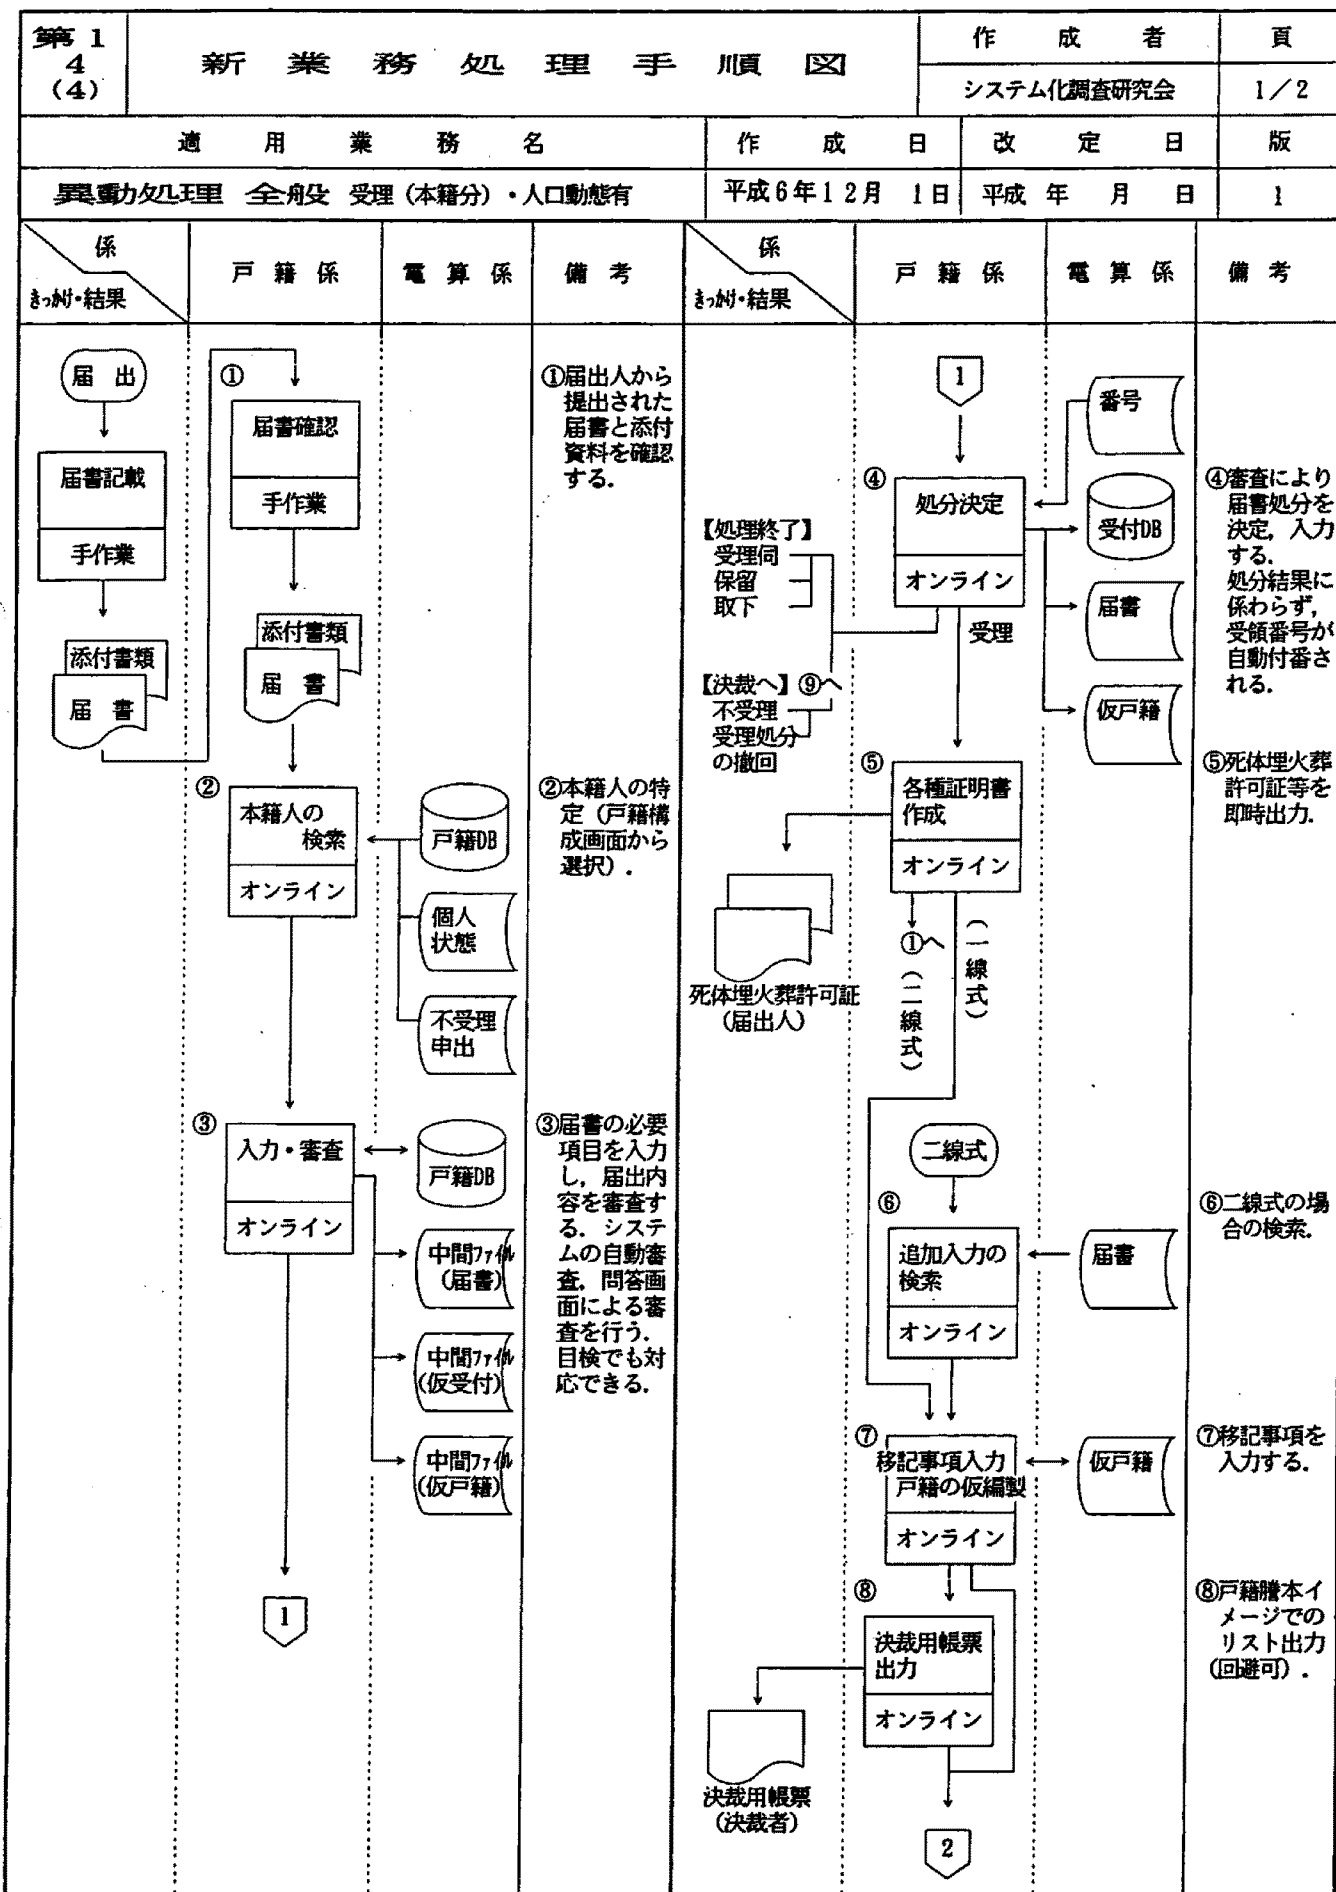 第1
4
(4)
新業務処理手順図
作成者
頁
システム化調査研究会
1／2
適用業務名
作成日
改定日
版
異動処理 全般 受理（本籍分）・人口動態有
平成6年12月 1日
平成 年 月 日
1
係
きっかけ・結果
戸籍係
電算係
備考
係
きっかけ・結果
戸籍係
電算係
備考
届出
届書記載
手作業
添付書類
届書
①
届書確認
手作業
添付書類
届書
①届出人から
提出された
届書と添付
資料を確認
する．
②
本籍人の
検索
オンライン
戸籍DB
個人
状態
不受理
申出
②本籍人の特
定（戸籍構
成画面から
選択）．
③
入力・審査
オンライン
戸籍DB
中間ファイル
（届書）
中間ファイル
（仮受付）
中間ファイル
（仮戸籍）
③届書の必要
項目を入力
し，届出内
容を審査す
る．システ
ムの自動審
査，問答画
面による審
査を行う．
目検でも対
応できる．
1
1
番号
④
処分決定
オンライン
受付DB
届書
仮戸籍
【処理終了】
受理伺
保留
取下
受理
【決裁へ】⑨へ
不受理
受理処分
の撤回
④審査により
届書処分を
決定，入力
する．
処分結果に
係わらず，
受領番号が
自動付番さ
れる．
⑤
各種証明書
作成
オンライン
⑤死体埋火葬
許可証等を
即時出力．
死体埋火葬許可証
（届出人）
①へ
（二線式）
（一線式）
二線式
⑥
追加入力の
検索
オンライン
届書
⑥二線式の場
合の検索．
⑦
移記事項入力
戸籍の仮編製
オンライン
仮戸籍
⑦移記事項を
入力する．
⑧
決裁用帳票
出力
オンライン
⑧戸籍謄本イ
メージでの
リスト出力
（回避可）．
決裁用帳票
（決裁者）
2